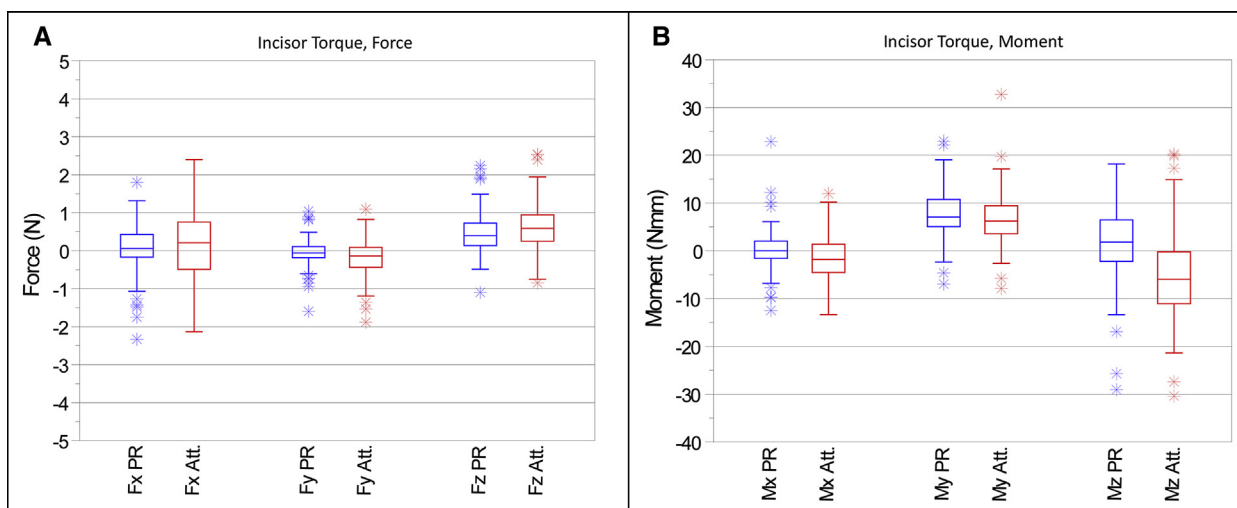 A
Incisor Torque, Force
Force (N)
5
4
3
2
1
0
-1
-2
-3
-4
-5
Fx PR
Fx Att.
Fy PR
Fy Att.
Fz PR
Fz Att.
B
Incisor Torque, Moment
Moment (Nmm)
40
30
20
10
0
-10
-20
-30
-40
Mx PR
Mx Att.
My PR
My Att.
Mz PR
Mz Att.